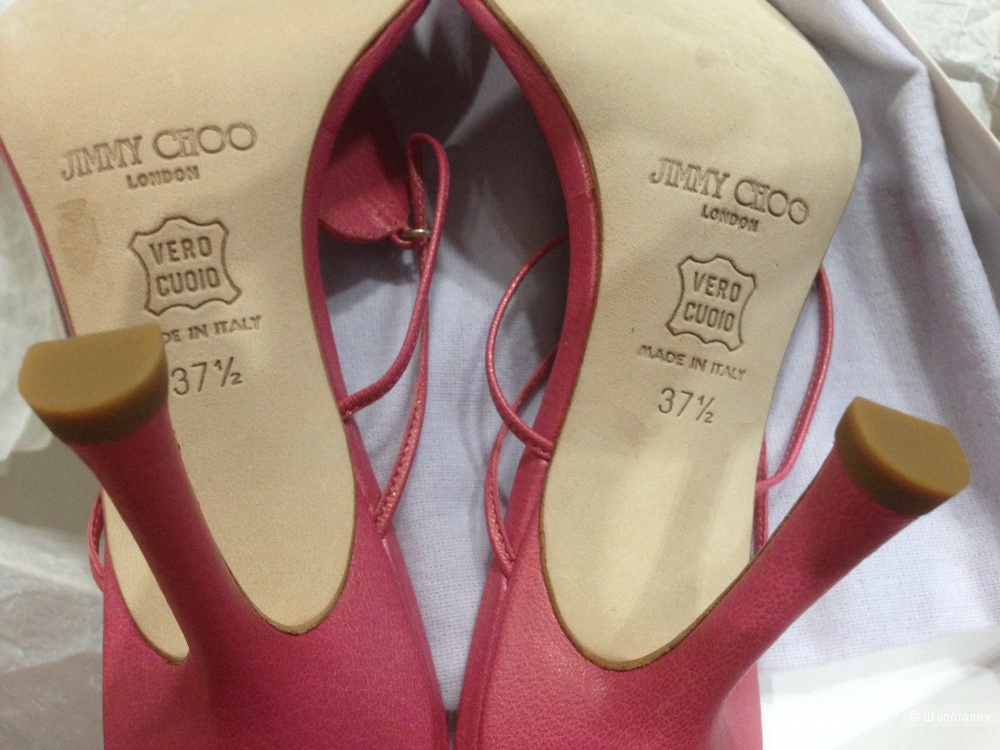 JIMMY CHOO
LONDON
VERO
CUOIO
DE IN ITALY
37½
JIMMY CHOO
LONDON
VERO
CUOIO
MADE IN ITALY
37½
© Шопоголик